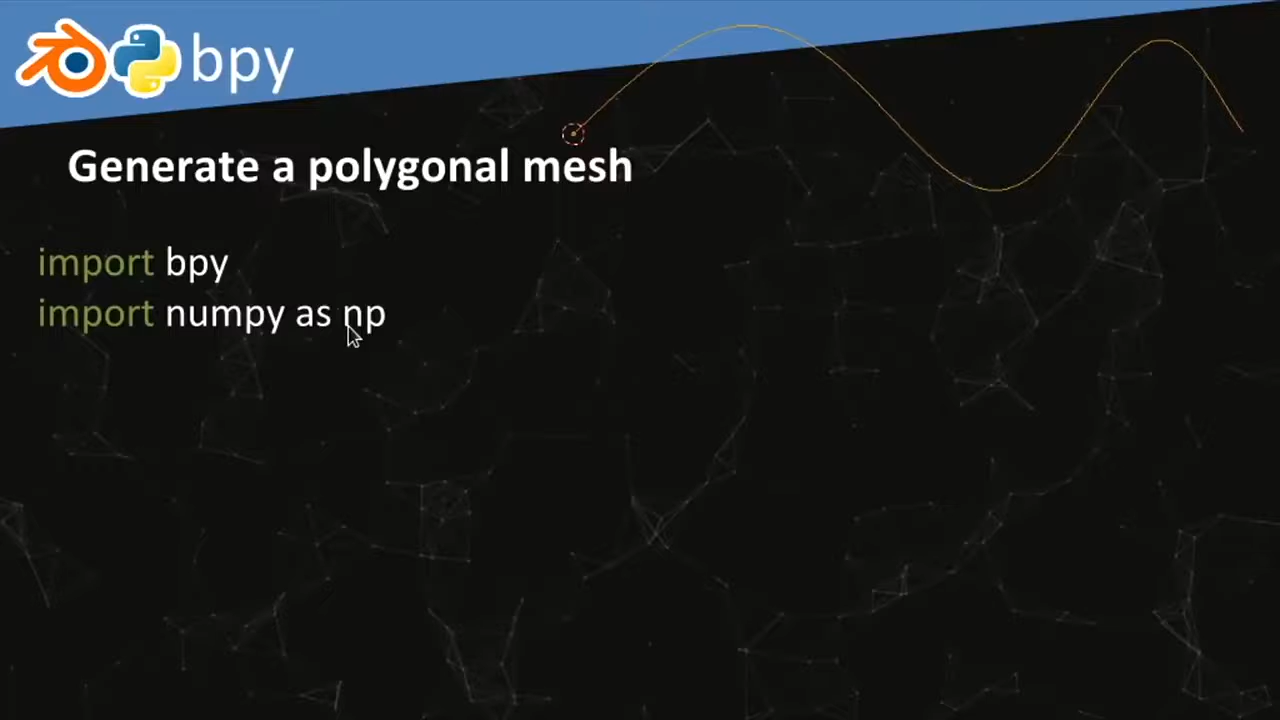 bpy
Generate a polygonal mesh
import bpy
import numpy as np